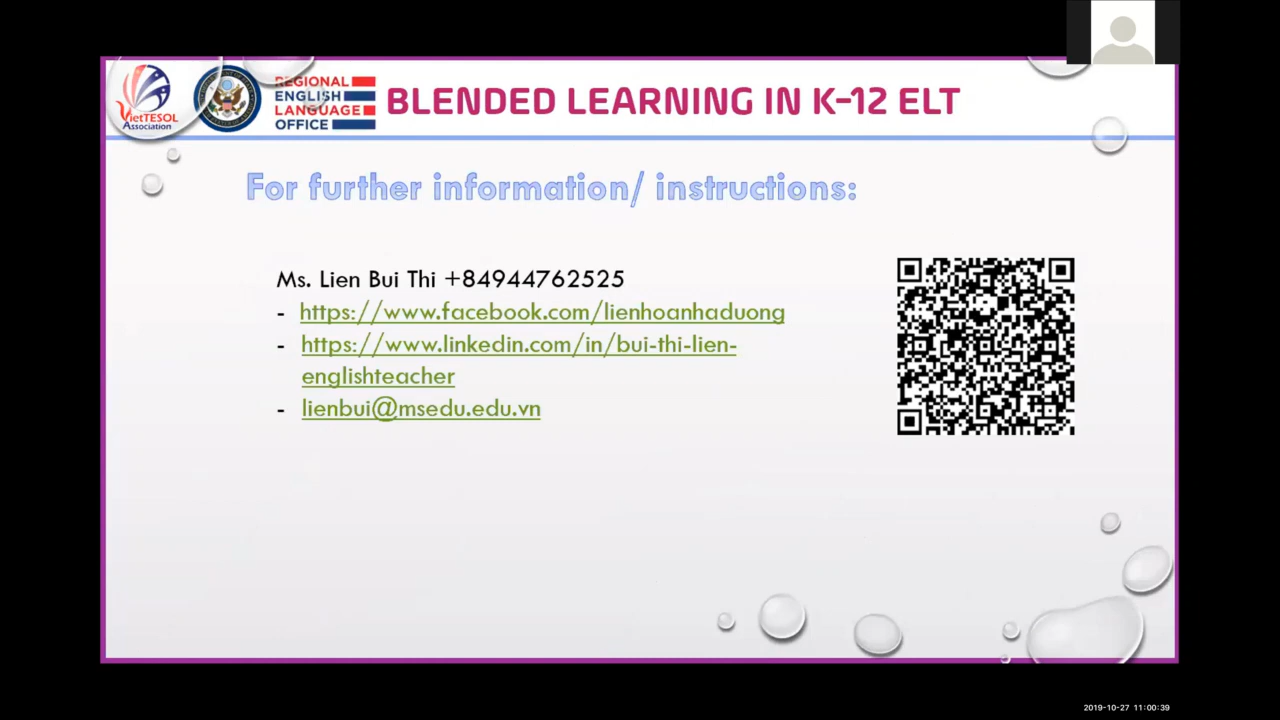 VietTESOL
Association
REGIONAL
ENGLISH
LANGUAGE
OFFICE
BLENDED LEARNING IN K-12 ELT
For further information/ instructions:
Ms. Lien Bui Thi +84944762525
- https://www.facebook.com/lienhoanhaduong
- https://www.linkedin.com/in/bui-thi-lien-
englishteacher
- lienbui@msedu.edu.vn
2019-10-27 11:00:39